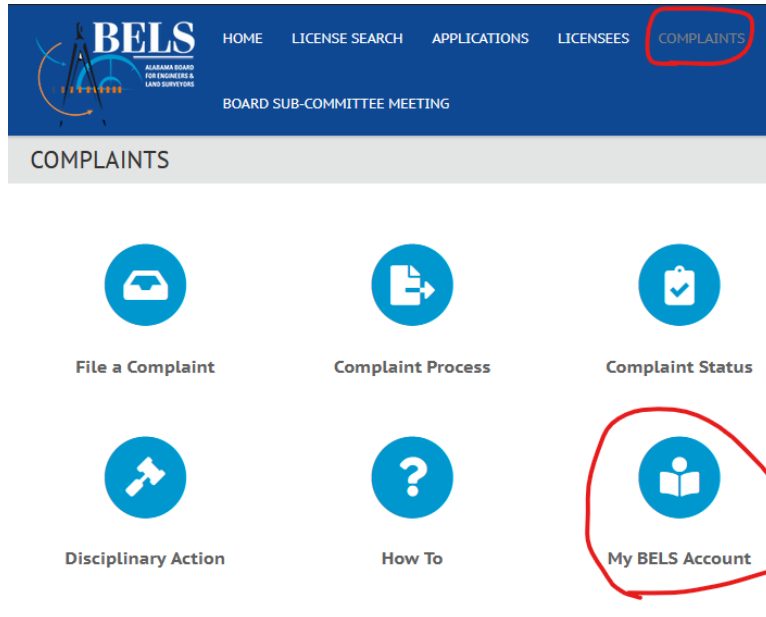 BELS
ALABAMA BOARD
FOR ENGINEERS &
LAND SURVEYORS
HOME LICENSE SEARCH APPLICATIONS LICENSEES COMPLAINTS
BOARD SUB-COMMITTEE MEETING
COMPLAINTS
File a Complaint Complaint Process Complaint Status
Disciplinary Action How To My BELS Account